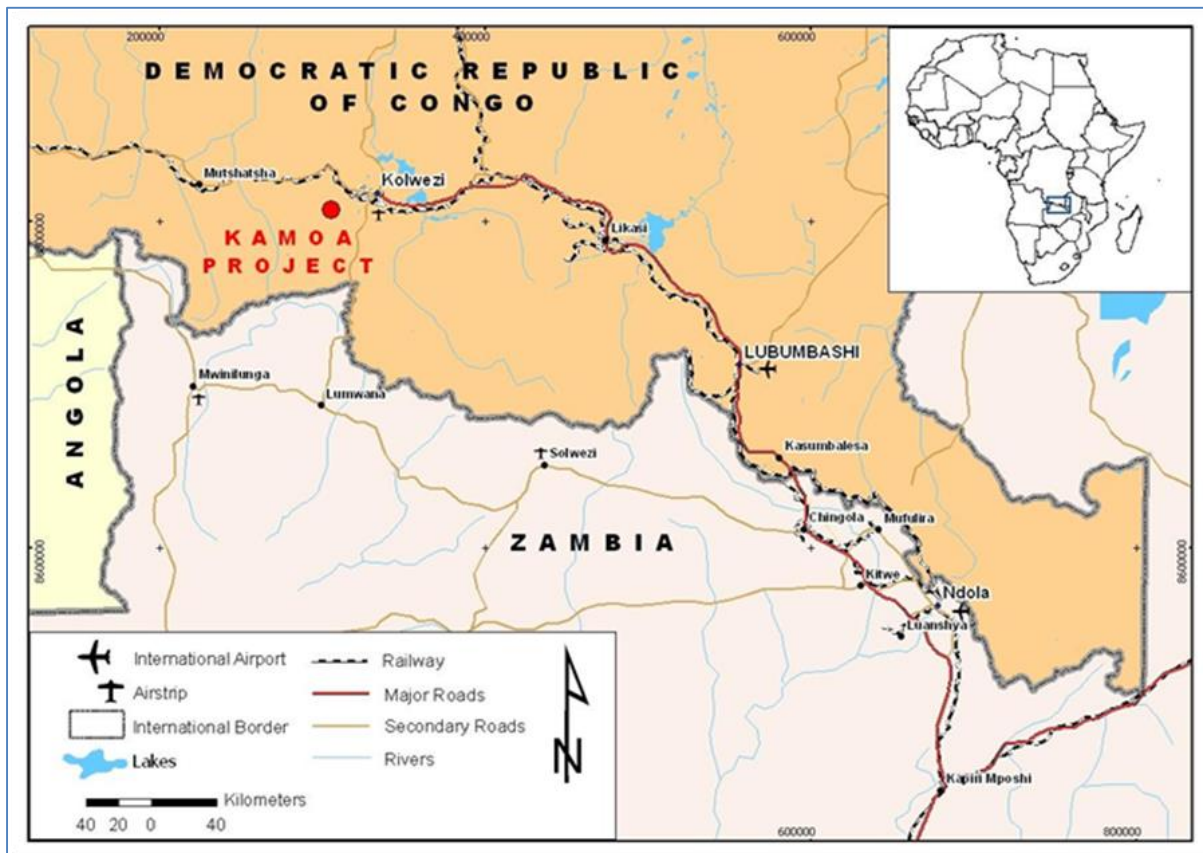 200000
400000
600000
DEMOCRATIC REPUBLIC
OF CONGO
Mutshatsha
Kolwezi
KAMOA
PROJECT
Likasi
ANGOLA
LUBUMBASHI
Mwinilunga
Lumwana
Kasumbalesa
Solwezi
ZAMBIA
Chingola
Mufulira
8600000
8600000
Kitwe
Ndola
Luanshya
Kapiri Mposhi
International Airport
Railway
Airstrip
Major Roads
International Border
Secondary Roads
Lakes
Rivers
Kilometers
40 20 0 40
N
600000
800000